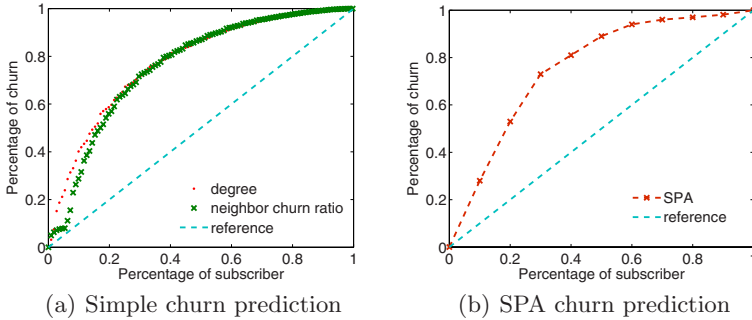 Percentage of churn
1.0
0.8
0.6
0.4
0.2
0
0
0.2
0.4
0.6
0.8
1
degree
neighbor churn ratio
reference
Percentage of subscriber
(a) Simple churn prediction
Percentage of churn
1.0
0.8
0.6
0.4
0.2
0
0
0.2
0.4
0.6
0.8
1
SPA
reference
Percentage of subscriber
(b) SPA churn prediction